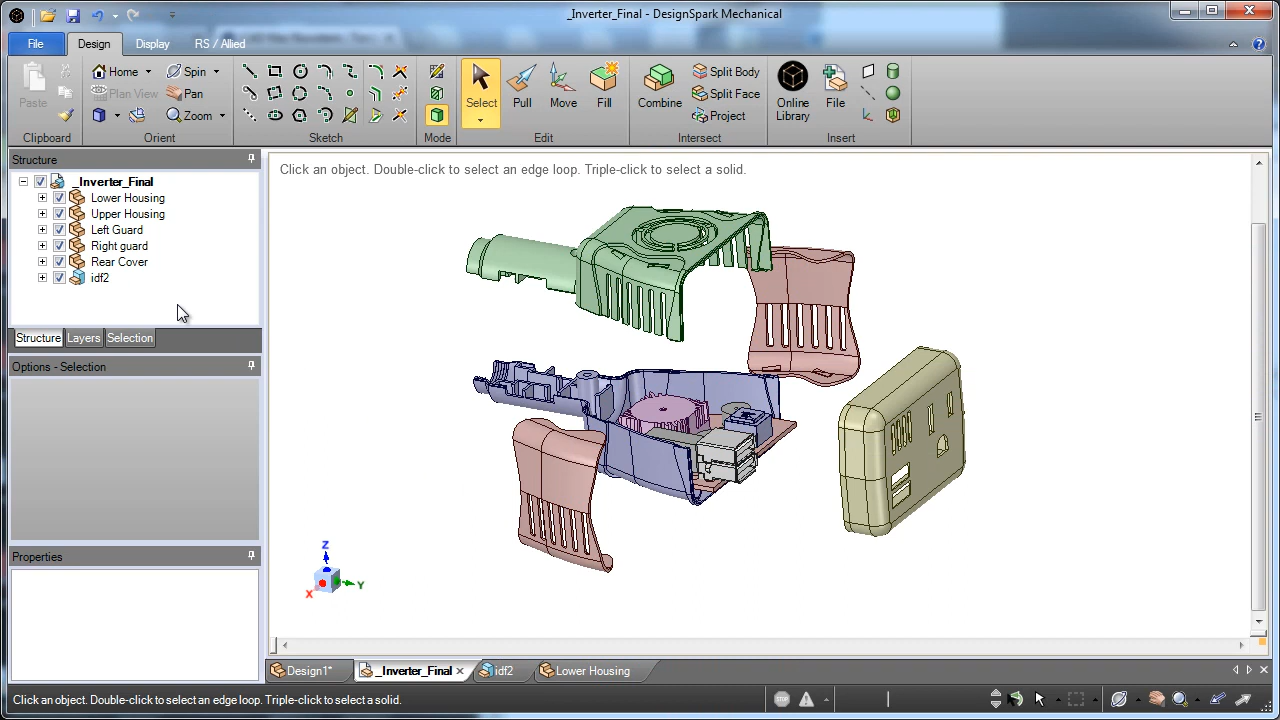 _Inverter_Final - DesignSpark Mechanical
File Design Display RS / Allied
Paste
Clipboard
Home Spin
Plan View Pan
Zoom
Orient
Sketch
Mode
Select Pull Move Fill
Edit
Combine Split Body
Split Face
Project
Intersect
Online Library
File
Insert
Structure
_Inverter_Final
Lower Housing
Upper Housing
Left Guard
Right guard
Rear Cover
idf2
Structure Layers Selection
Options - Selection
Properties
Click an object. Double-click to select an edge loop. Triple-click to select a solid.
Z
Y
X
Design1* _Inverter_Final idf2 Lower Housing
Click an object. Double-click to select an edge loop. Triple-click to select a solid.
STOP